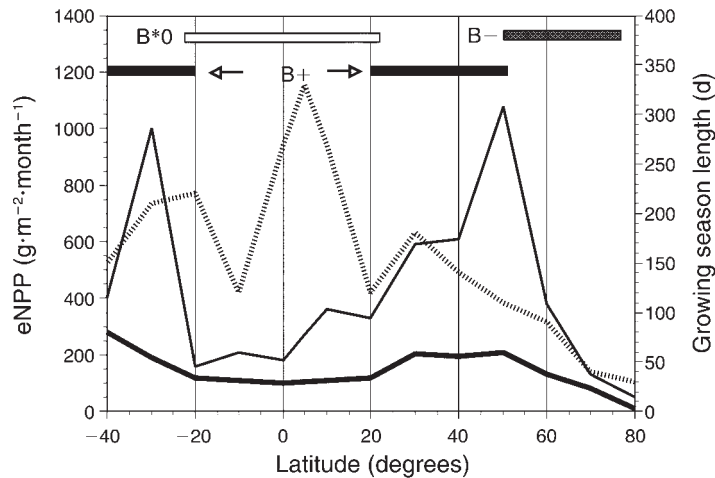 B*0
B−
B+
eNPP (g·m⁻²·month⁻¹)
1400
1200
1000
800
600
400
200
0
400
350
300
250
200
150
100
50
0
Growing season length (d)
−40 −20 0 20 40 60 80
Latitude (degrees)